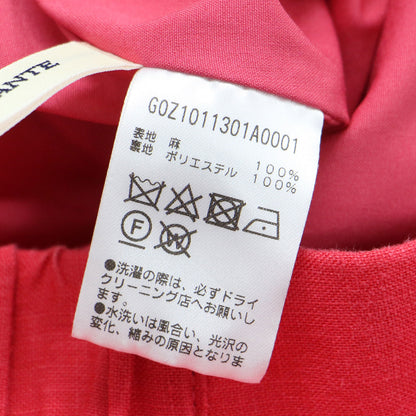 ANTE
G0Z1011301A0001
表地 麻 100%
裏地 ポリエステル 100%
F W
●洗濯の際は、必ずドライ
クリーニング店へお願いし
ます。
●水洗いは風合い、光沢の
変化、縮みの原因となりま
す。